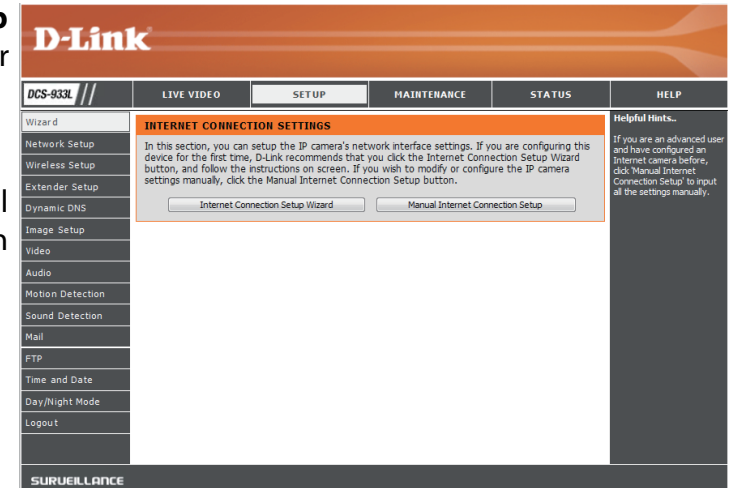 p
r
l
n
D-Link
DCS-933L
LIVE VIDEO
SETUP
MAINTENANCE
STATUS
HELP
Wizard
Network Setup
Wireless Setup
Extender Setup
Dynamic DNS
Image Setup
Video
Audio
Motion Detection
Sound Detection
Mail
FTP
Time and Date
Day/Night Mode
Logout
INTERNET CONNECTION SETTINGS
In this section, you can setup the IP camera's network interface settings. If you are configuring this
device for the first time, D-Link recommends that you click the Internet Connection Setup Wizard
button, and follow the instructions on screen. If you wish to modify or configure the IP camera
settings manually, click the Manual Internet Connection Setup button.
Internet Connection Setup Wizard
Manual Internet Connection Setup
Helpful Hints..
If you are an advanced user
and have configured an
Internet camera before,
click 'Manual Internet
Connection Setup' to input
all the settings manually.
SURVEILLANCE